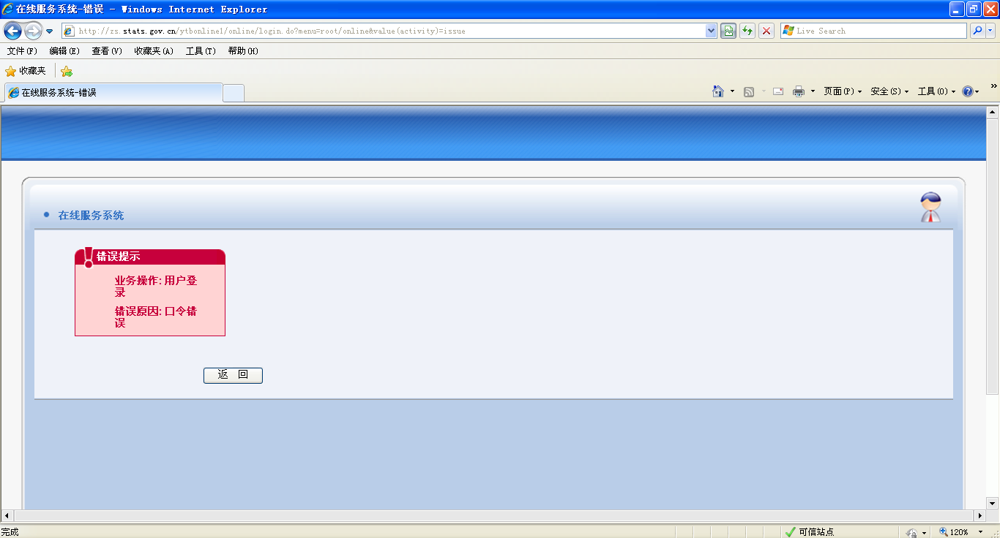 在线服务系统-错误 - Windows Internet Explorer
http://zs.stats.gov.cn/ytbonline1/online/login.do?menu=root/online&value(activity)=issue
Live Search
文件(F) 编辑(E) 查看(V) 收藏夹(A) 工具(T) 帮助(H)
收藏夹
在线服务系统-错误
页面(P) 安全(S) 工具(O)
在线服务系统
错误提示
业务操作: 用户登
录
错误原因: 口令错
误
返 回
完成
可信站点
120%